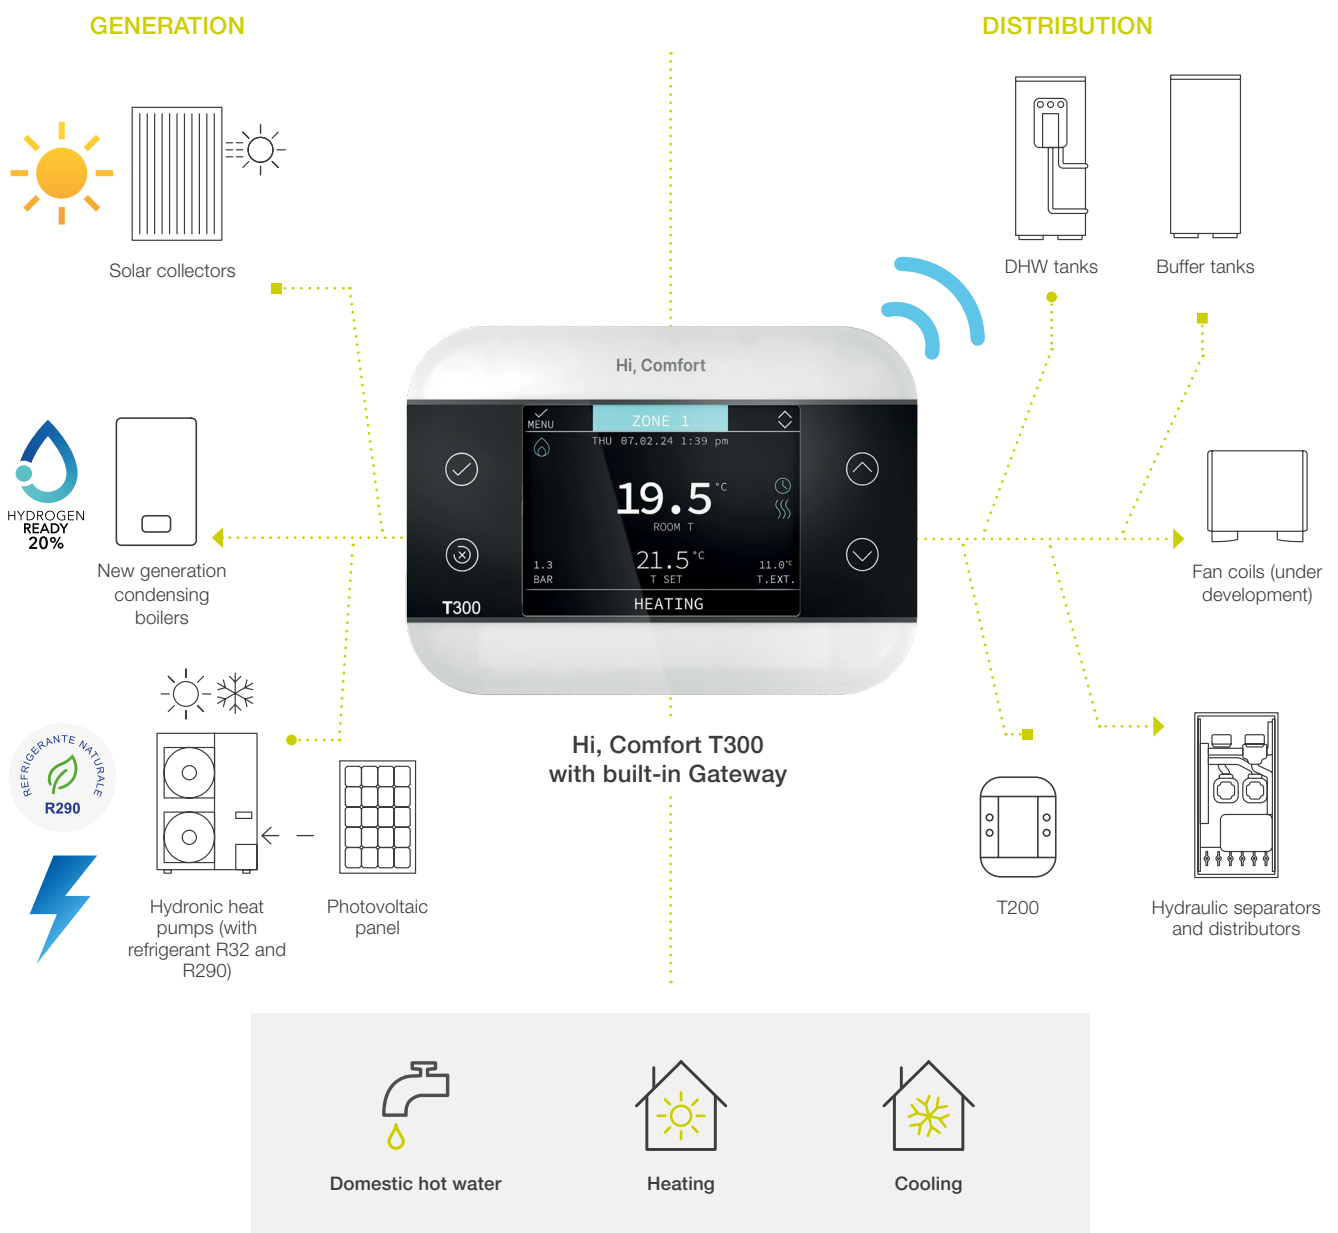 GENERATION
DISTRIBUTION
Solar collectors
DHW tanks
Buffer tanks
Hi, Comfort
MENU
ZONE 1
THU 07.02.24 1:39 pm
19.5 °C
ROOM T
21.5 °C
T SET
1.3
BAR
11.0°C
T.EXT.
HEATING
T300
HYDROGEN
READY
20%
New generation
condensing
boilers
Fan coils (under
development)
REFRIGERANTE NATURALE
R290
Hi, Comfort T300
with built-in Gateway
Hydronic heat
pumps (with
refrigerant R32 and
R290)
Photovoltaic
panel
T200
Hydraulic separators
and distributors
Domestic hot water
Heating
Cooling